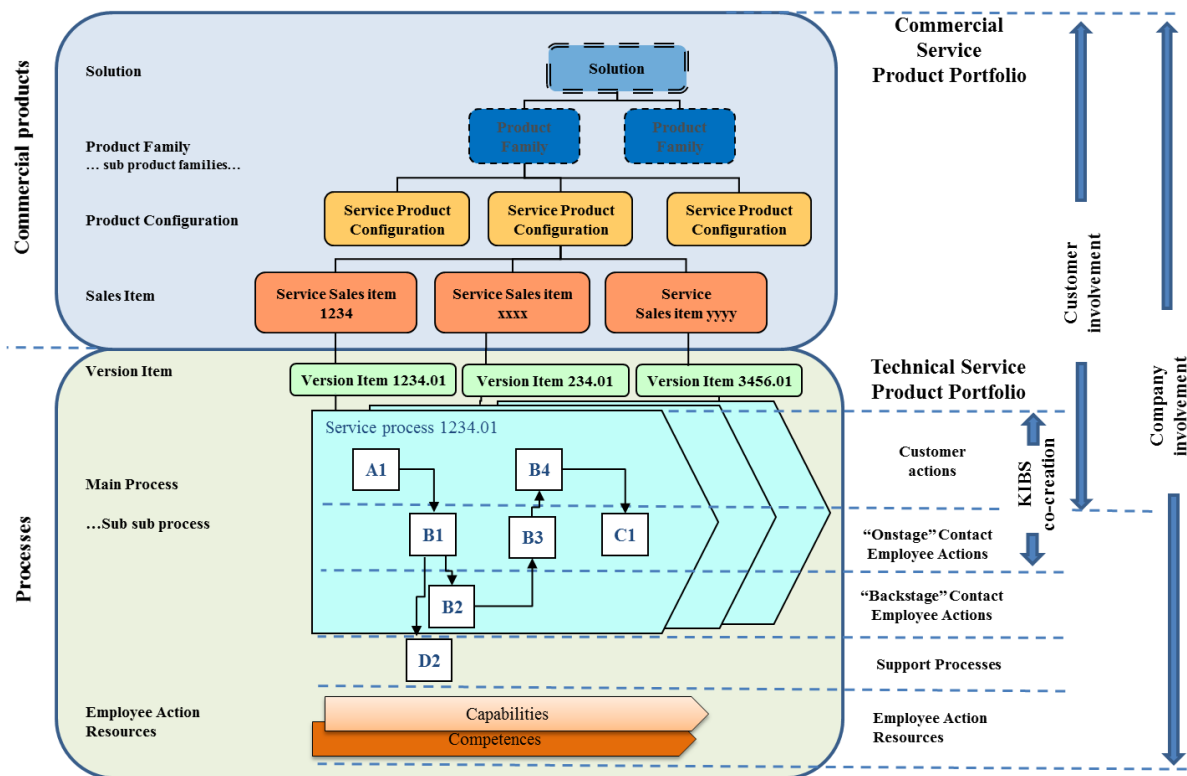 Commercial products
Solution
Solution
Commercial
Service
Product Portfolio
Product Family
… sub product families…
Product
Family
Product
Family
Product Configuration
Service Product
Configuration
Service Product
Configuration
Service Product
Configuration
Sales Item
Service Sales item
1234
Service Sales item
xxxx
Service
Sales item yyyy
Customer
involvement
Company
involvement
Processes
Version Item
Version Item 1234.01
Version Item 234.01
Version Item 3456.01
Technical Service
Product Portfolio
Service process 1234.01
Main Process
…Sub sub process
A1
B4
B1
B3
C1
B2
D2
Customer
actions
KIBS
co-creation
“Onstage” Contact
Employee Actions
“Backstage” Contact
Employee Actions
Support Processes
Employee Action
Resources
Capabilities
Competences
Employee Action
Resources